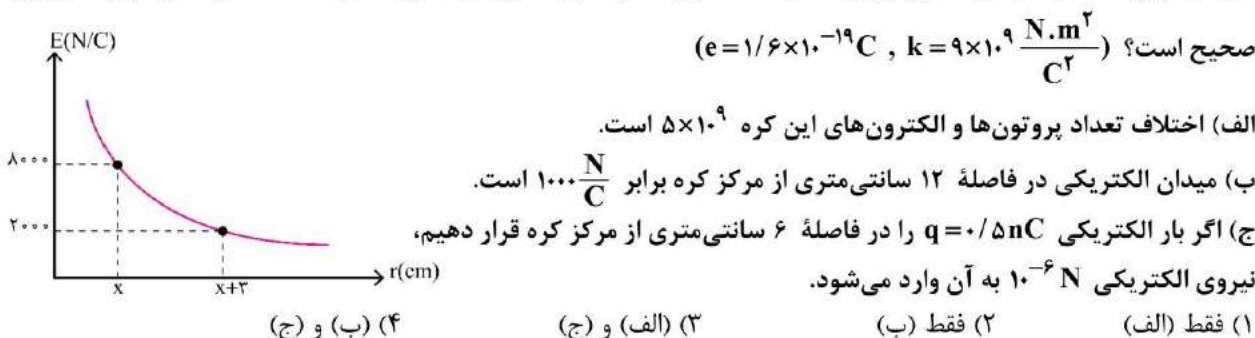 صحیح است؟ (e = ۱/۶×۱۰^{-۱۹} C , k = ۹×۱۰^۹ N.m^۲/C^۲)
E(N/C)
۸۰۰۰
۲۰۰۰
x
x+۳
r(cm)
الف) اختلاف تعداد پروتون‌ها و الکترون‌های این کره ۵×۱۰^۹ است.
ب) میدان الکتریکی در فاصلهٔ ۱۲ سانتی‌متری از مرکز کره برابر ۱۰۰۰ N/C است.
ج) اگر بار الکتریکی q = ۰/۵nC را در فاصلهٔ ۶ سانتی‌متری از مرکز کره قرار دهیم،
نیروی الکتریکی ۱۰^{-۶} N به آن وارد می‌شود.
۱) فقط (الف) ۲) فقط (ب) ۳) (الف) و (ج) ۴) (ب) و (ج)